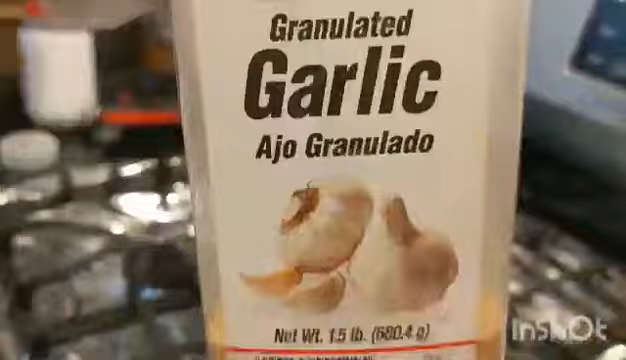 Granulated
Garlic
Ajo Granulado
Net Wt. 1.5 lb. (680.4 g)
InShOt